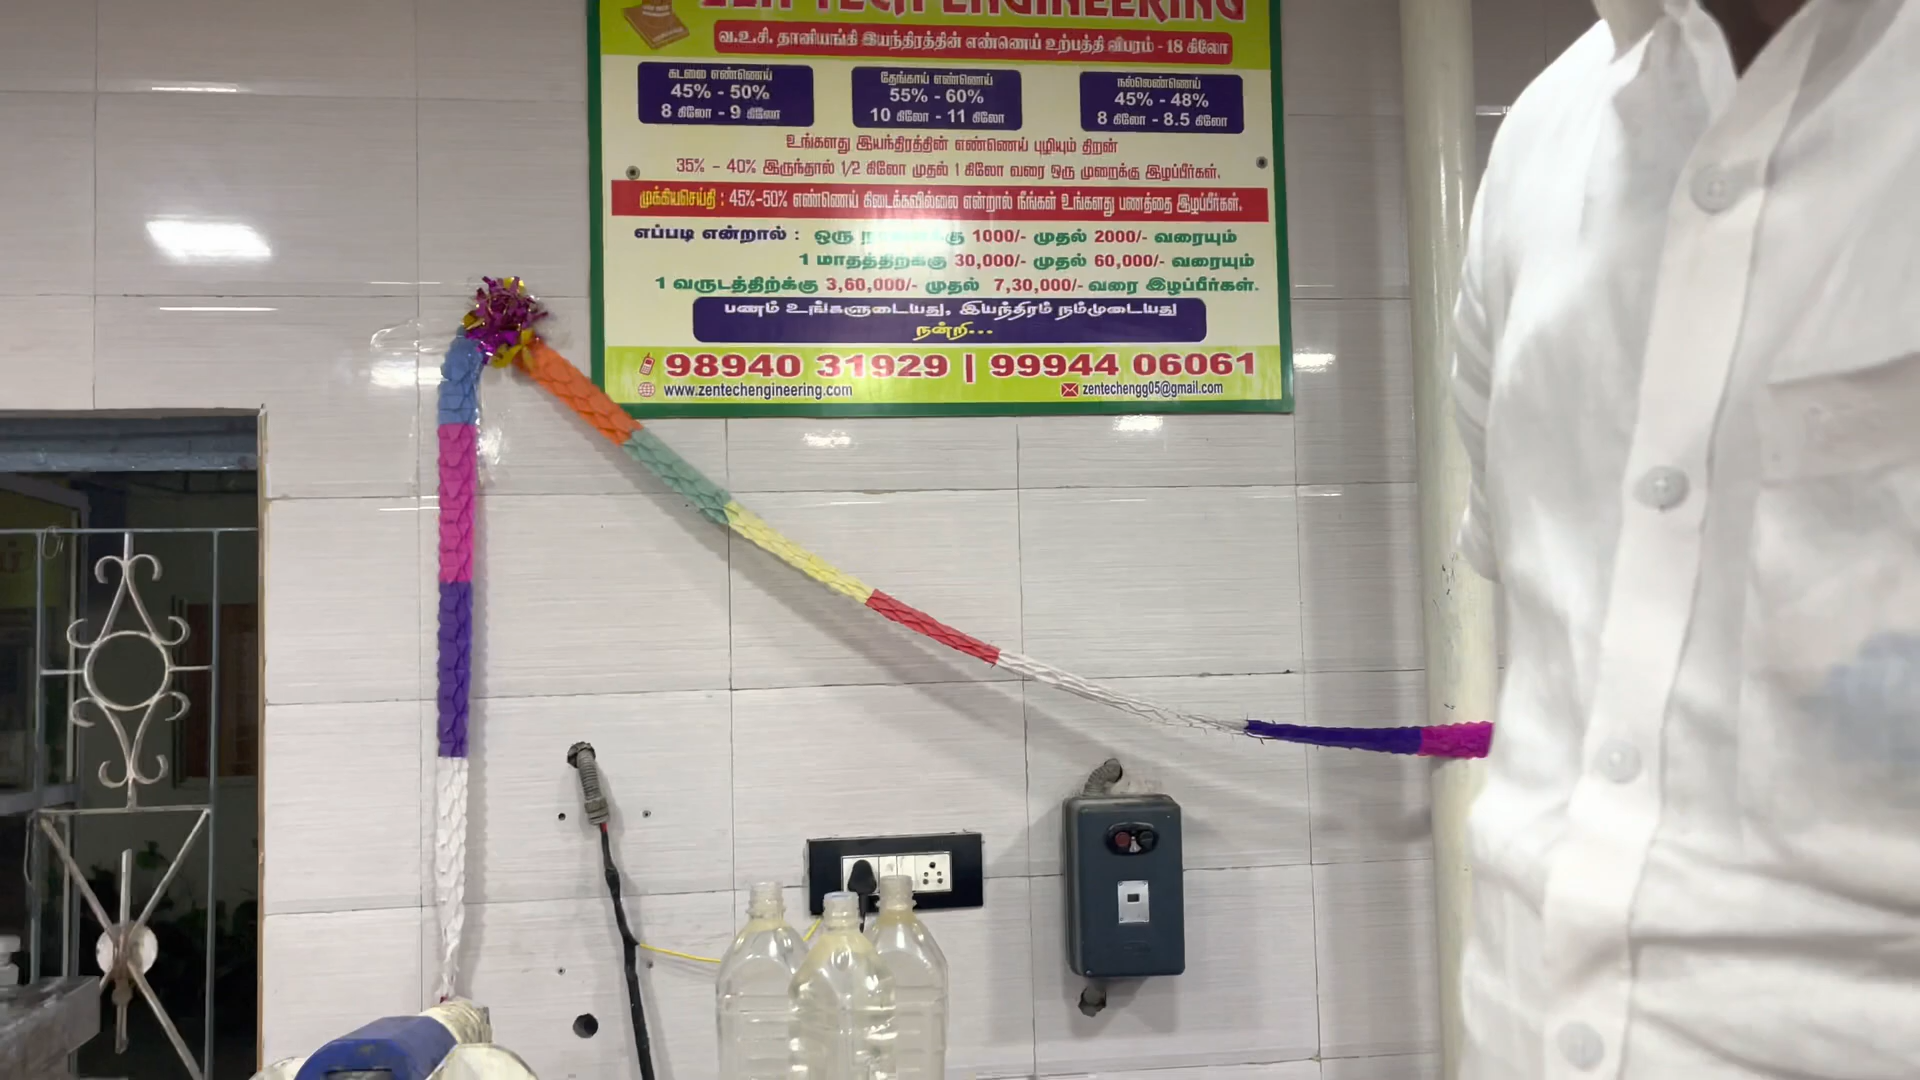 ZEN TECH ENGINEERING
வ.உ.சி. தானியங்கி இயந்திரத்தின் எண்ணெய் உற்பத்தி விபரம் - 18 கிலோ
கடலை எண்ணெய்
45% - 50%
8 கிலோ - 9 கிலோ
தேங்காய் எண்ணெய்
55% - 60%
10 கிலோ - 11 கிலோ
நல்லெண்ணெய்
45% - 48%
8 கிலோ - 8.5 கிலோ
உங்களது இயந்திரத்தின் எண்ணெய் புழியும் திறன்
35% - 40% இருந்தால் 1/2 கிலோ முதல் 1 கிலோ வரை ஒரு முறைக்கு இழப்பீர்கள்.
முக்கியசெய்தி : 45%-50% எண்ணெய் கிடைக்கவில்லை என்றால் நீங்கள் உங்களது பணத்தை இழப்பீர்கள்.
எப்படி என்றால் : ஒரு 1000/- முதல் 2000/- வரையும்
1 மாதத்திற்க்கு 30,000/- முதல் 60,000/- வரையும்
1 வருடத்திற்க்கு 3,60,000/- முதல் 7,30,000/- வரை இழப்பீர்கள்.
பணம் உங்களுடையது, இயந்திரம் நம்முடையது
நன்றி...
98940 31929 | 99944 06061
www.zentechengineering.com zentechengg05@gmail.com